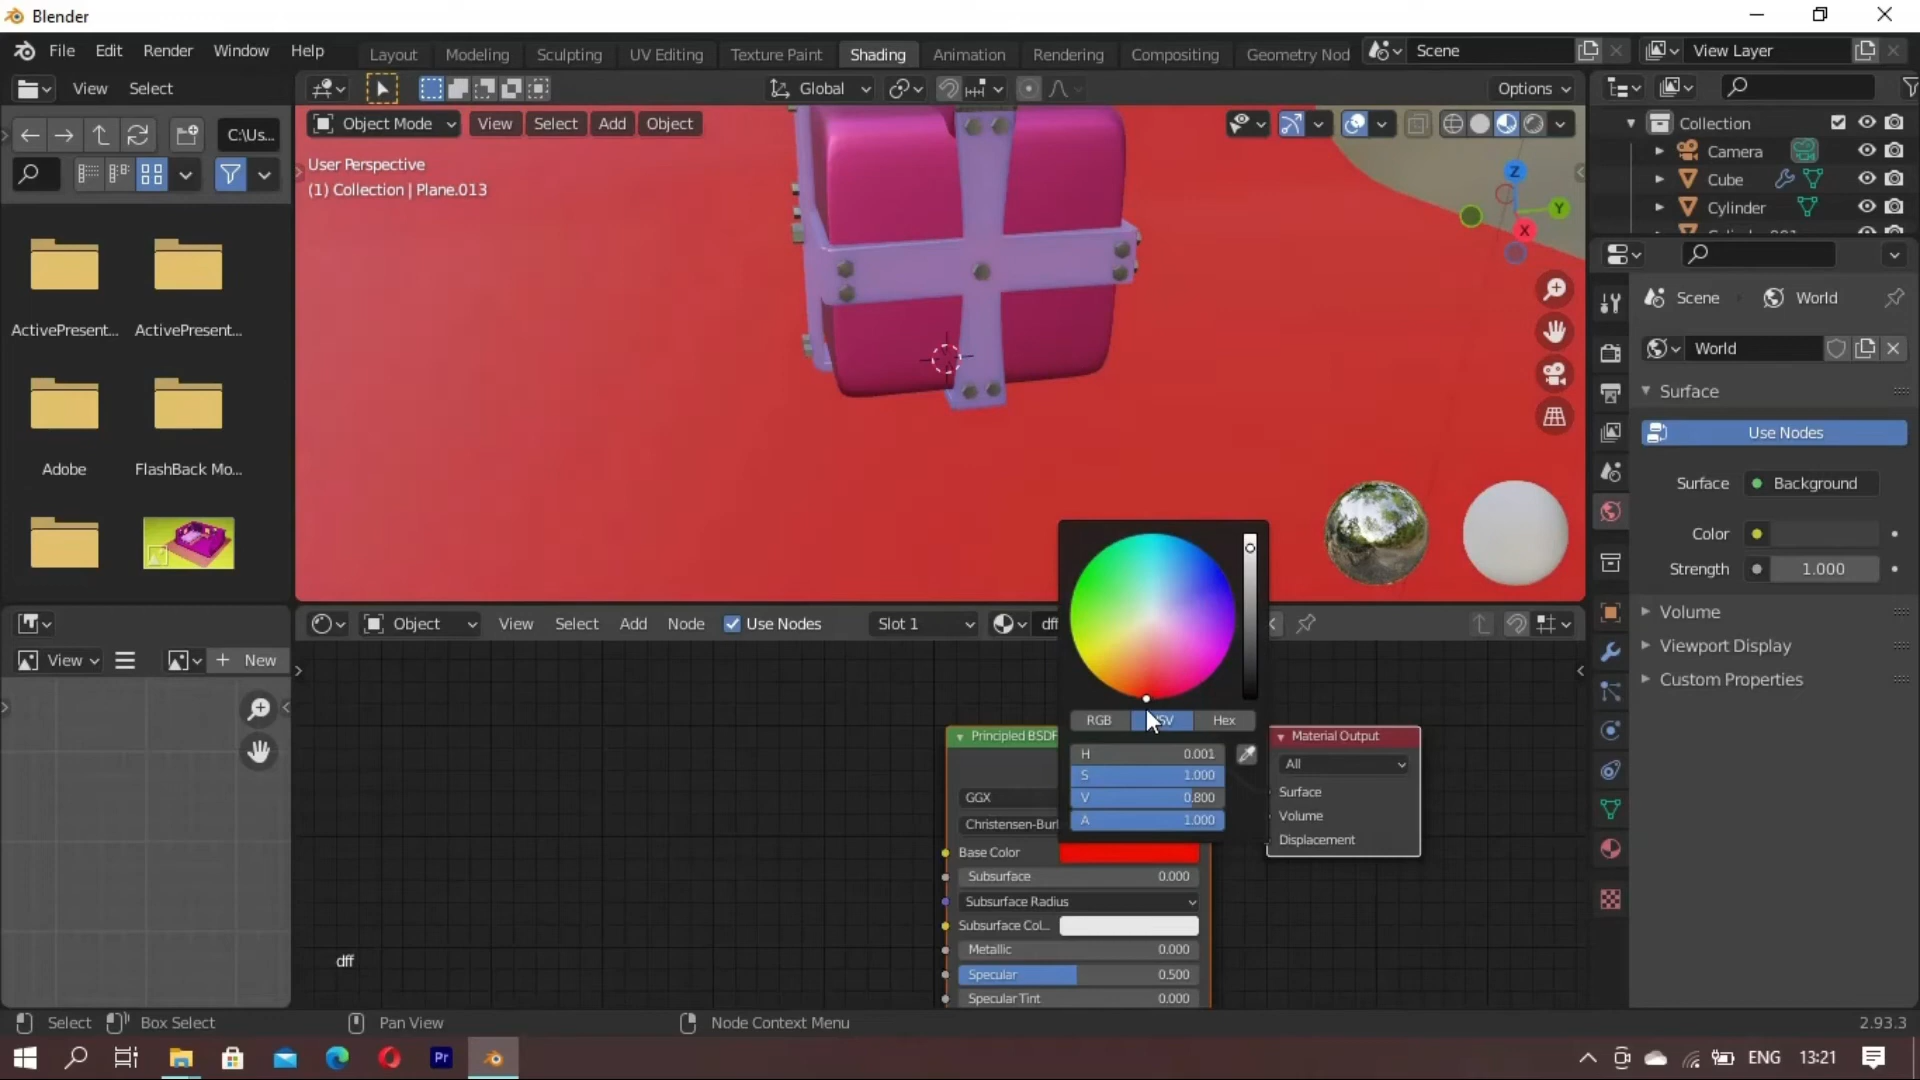 Blender
File Edit Render Window Help Layout Modeling Sculpting UV Editing Texture Paint Shading Animation Rendering Compositing Geometry Nod Scene View Layer
View Select Global Options
C:\Us...
Object Mode View Select Add Object
User Perspective
(1) Collection | Plane.013
Z
Y
X
Collection
Camera
Cube
Cylinder
ActivePresent... ActivePresent...
Adobe FlashBack Mo...
Scene World
World
Surface
Use Nodes
Surface Background
Color
Strength 1.000
Volume
Viewport Display
Custom Properties
Object View Select Add Node Use Nodes Slot 1
View New
RGB Hex
H 0.001
S 1.000
V 0.800
A 1.000
Principled BSDF
GGX
Christensen-Burl
Base Color
Subsurface 0.000
Subsurface Radius
Subsurface Col...
Metallic 0.000
Specular 0.500
Specular Tint 0.000
Material Output
All
Surface
Volume
Displacement
dff
Select Box Select Pan View Node Context Menu 2.93.3
Pr ENG 13:21